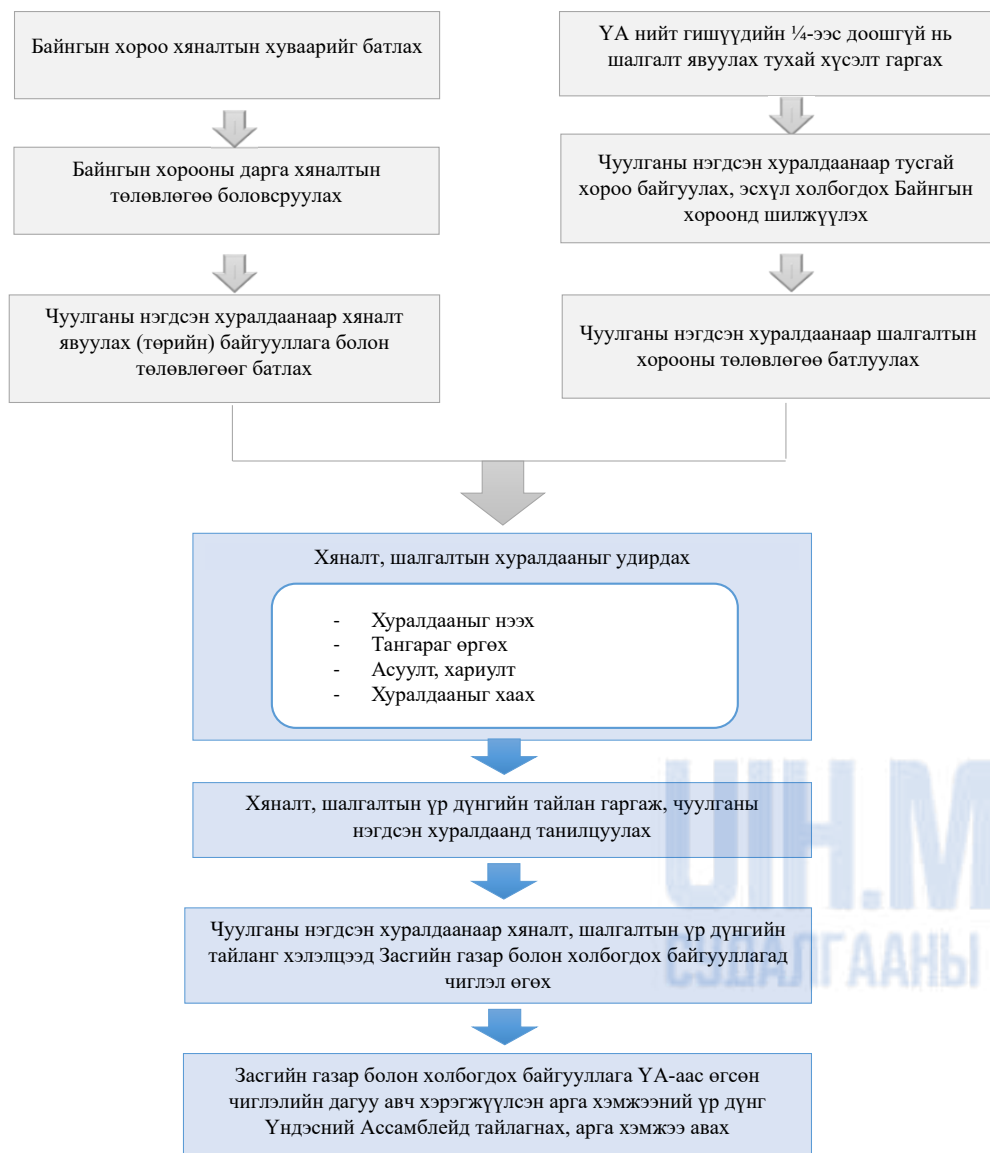 Байнгын хороо хяналтын хуваарийг батлах
ҮА нийт гишүүдийн ¼-ээс доошгүй нь
шалгалт явуулах тухай хүсэлт гаргах
Байнгын хорооны дарга хяналтын
төлөвлөгөө боловсруулах
Чуулганы нэгдсэн хуралдаанаар тусгай
хороо байгуулах, эсхүл холбогдох Байнгын
хороонд шилжүүлэх
Чуулганы нэгдсэн хуралдаанаар хяналт
явуулах (төрийн) байгууллага болон
төлөвлөгөөг батлах
Чуулганы нэгдсэн хуралдаанаар шалгалтын
хорооны төлөвлөгөө батлуулах
Хяналт, шалгалтын хуралдааныг удирдах
- Хуралдааныг нээх
- Тангараг өргөх
- Асуулт, хариулт
- Хуралдааныг хаах
Хяналт, шалгалтын үр дүнгийн тайлан гаргаж, чуулганы
нэгдсэн хуралдаанд танилцуулах
UIH.M
СУДАЛГААНЫ
Чуулганы нэгдсэн хуралдаанаар хяналт, шалгалтын үр дүнгийн
тайланг хэлэлцээд Засгийн газар болон холбогдох байгууллагад
чиглэл өгөх
Засгийн газар болон холбогдох байгууллага ҮА-аас өгсөн
чиглэлийн дагуу авч хэрэгжүүлсэн арга хэмжээний үр дүнг
Үндэсний Ассамблейд тайлагнах, арга хэмжээ авах